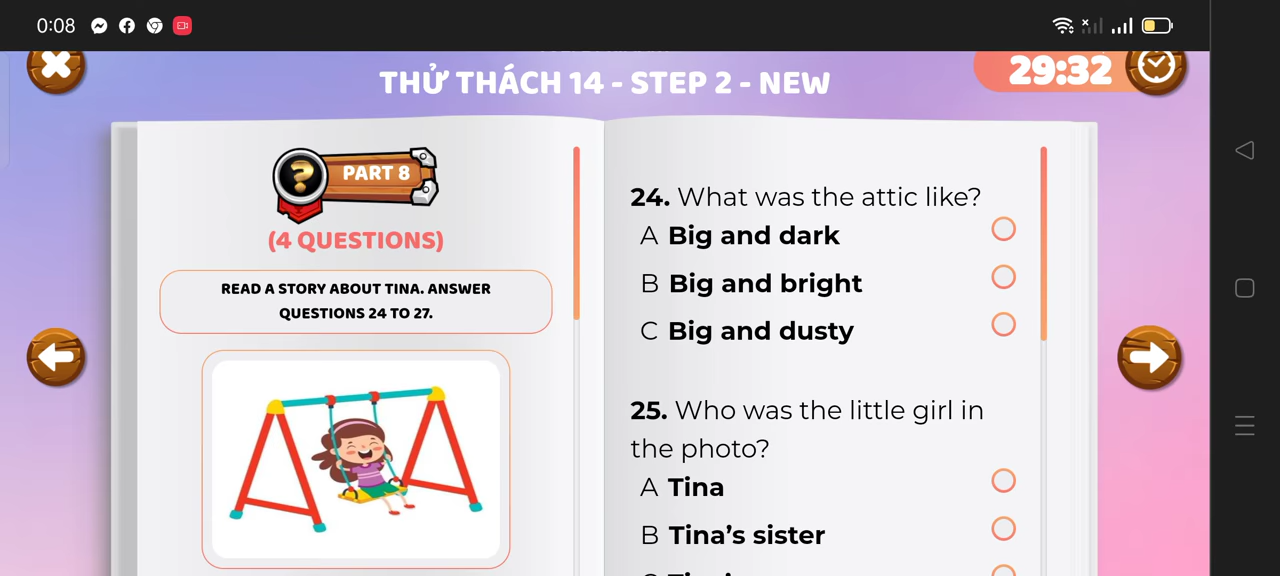 0:08
THỬ THÁCH 14 - STEP 2 - NEW
29:32
PART 8
(4 QUESTIONS)
READ A STORY ABOUT TINA. ANSWER
QUESTIONS 24 TO 27.
24. What was the attic like?
A Big and dark
B Big and bright
C Big and dusty
25. Who was the little girl in
the photo?
A Tina
B Tina's sister